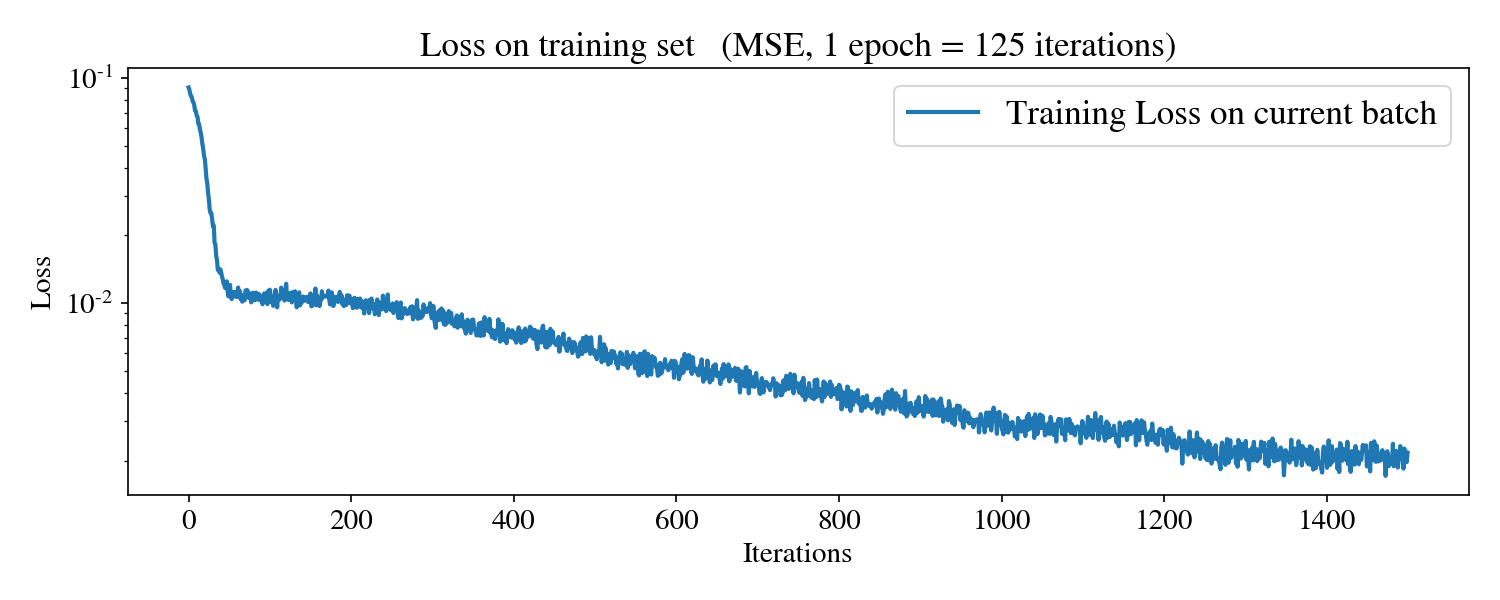 Loss on training set (MSE, 1 epoch = 125 iterations)
Training Loss on current batch
Loss
10⁻¹
10⁻²
0 200 400 600 800 1000 1200 1400
Iterations